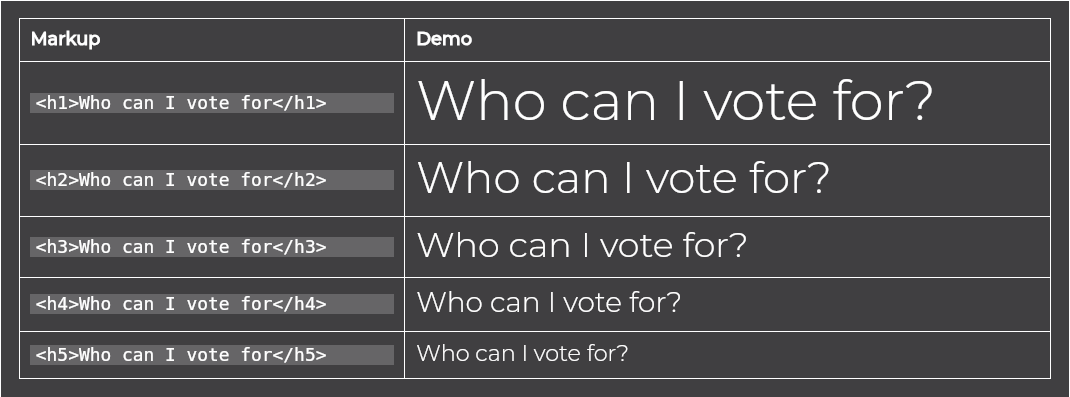 Markup Demo
<h1>Who can I vote for</h1> Who can I vote for?
<h2>Who can I vote for</h2> Who can I vote for?
<h3>Who can I vote for</h3> Who can I vote for?
<h4>Who can I vote for</h4> Who can I vote for?
<h5>Who can I vote for</h5> Who can I vote for?